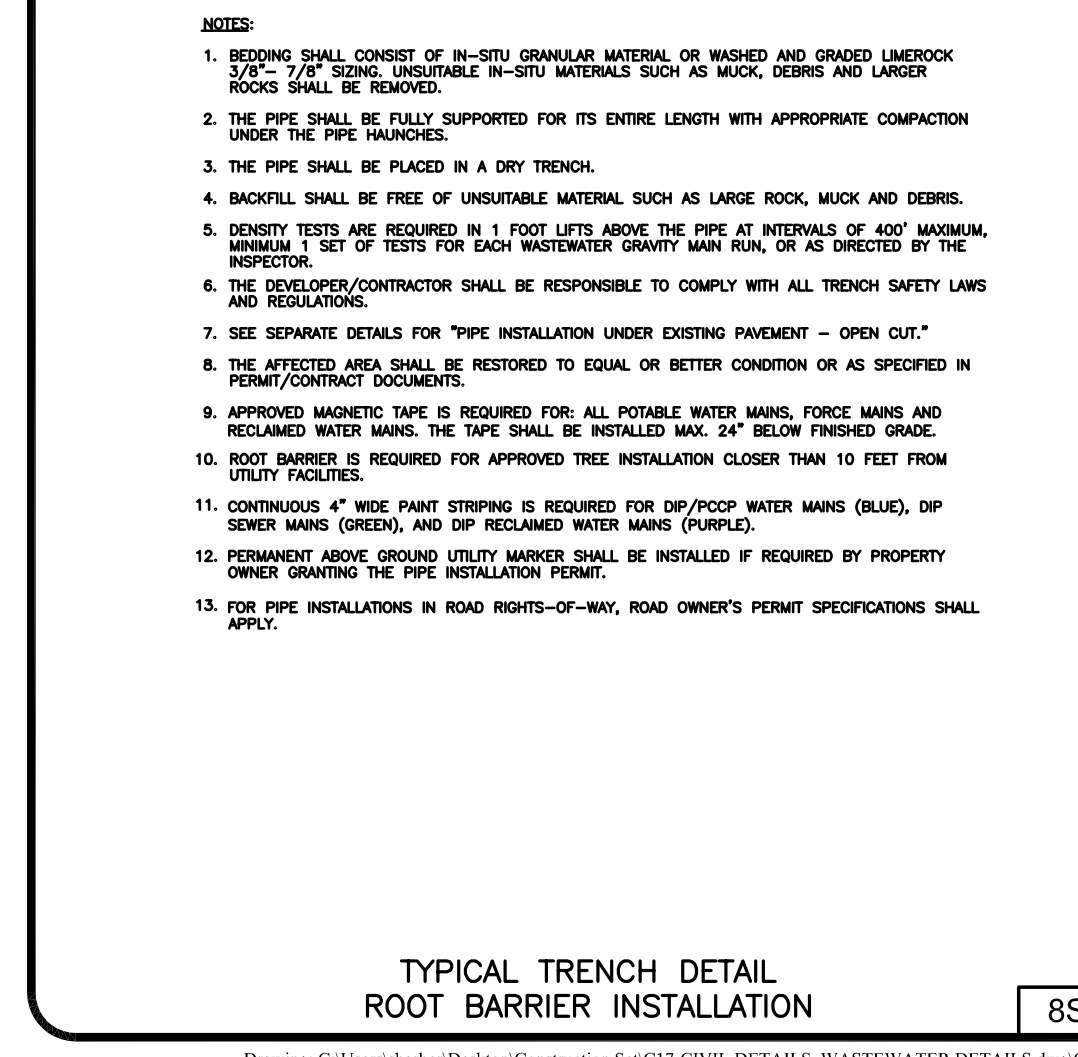 NOTES:
1. BEDDING SHALL CONSIST OF IN-SITU GRANULAR MATERIAL OR WASHED AND GRADED LIMEROCK
3/8"- 7/8" SIZING. UNSUITABLE IN-SITU MATERIALS SUCH AS MUCK, DEBRIS AND LARGER
ROCKS SHALL BE REMOVED.
2. THE PIPE SHALL BE FULLY SUPPORTED FOR ITS ENTIRE LENGTH WITH APPROPRIATE COMPACTION
UNDER THE PIPE HAUNCHES.
3. THE PIPE SHALL BE PLACED IN A DRY TRENCH.
4. BACKFILL SHALL BE FREE OF UNSUITABLE MATERIAL SUCH AS LARGE ROCK, MUCK AND DEBRIS.
5. DENSITY TESTS ARE REQUIRED IN 1 FOOT LIFTS ABOVE THE PIPE AT INTERVALS OF 400' MAXIMUM,
MINIMUM 1 SET OF TESTS FOR EACH WASTEWATER GRAVITY MAIN RUN, OR AS DIRECTED BY THE
INSPECTOR.
6. THE DEVELOPER/CONTRACTOR SHALL BE RESPONSIBLE TO COMPLY WITH ALL TRENCH SAFETY LAWS
AND REGULATIONS.
7. SEE SEPARATE DETAILS FOR "PIPE INSTALLATION UNDER EXISTING PAVEMENT – OPEN CUT."
8. THE AFFECTED AREA SHALL BE RESTORED TO EQUAL OR BETTER CONDITION OR AS SPECIFIED IN
PERMIT/CONTRACT DOCUMENTS.
9. APPROVED MAGNETIC TAPE IS REQUIRED FOR: ALL POTABLE WATER MAINS, FORCE MAINS AND
RECLAIMED WATER MAINS. THE TAPE SHALL BE INSTALLED MAX. 24" BELOW FINISHED GRADE.
10. ROOT BARRIER IS REQUIRED FOR APPROVED TREE INSTALLATION CLOSER THAN 10 FEET FROM
UTILITY FACILITIES.
11. CONTINUOUS 4" WIDE PAINT STRIPING IS REQUIRED FOR DIP/PCCP WATER MAINS (BLUE), DIP
SEWER MAINS (GREEN), AND DIP RECLAIMED WATER MAINS (PURPLE).
12. PERMANENT ABOVE GROUND UTILITY MARKER SHALL BE INSTALLED IF REQUIRED BY PROPERTY
OWNER GRANTING THE PIPE INSTALLATION PERMIT.
13. FOR PIPE INSTALLATIONS IN ROAD RIGHTS-OF-WAY, ROAD OWNER'S PERMIT SPECIFICATIONS SHALL
APPLY.
TYPICAL TRENCH DETAIL
ROOT BARRIER INSTALLATION
8S